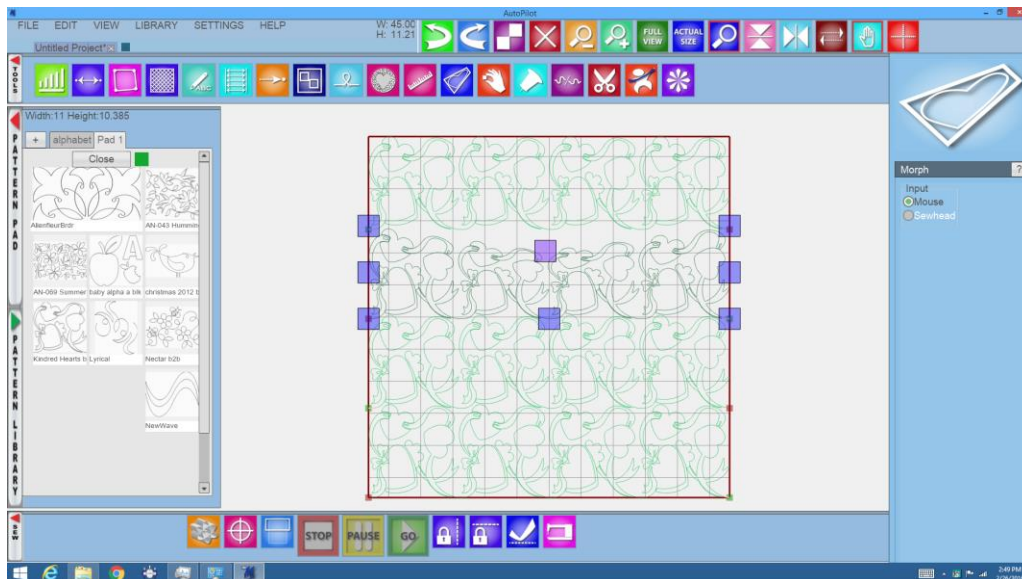 AutoPilot
FILE EDIT VIEW LIBRARY SETTINGS HELP
W: 45.00
H: 11.21
FULL VIEW
ACTUAL SIZE
Untitled Project*
TOOLS
ABC
Width:11 Height:10.385
+ alphabet Pad 1
Close
PATTERN PAD
AllenfleurBrdr
AN-043 Hummin
AN-069 Summer
baby alpha a blk
christmas 2012 b
Kindred Hearts b
Lyrical
Nectar b2b
NewWave
PATTERN LIBRARY
Morph ?
Input
Mouse
Sewhead
SEW
STOP
PAUSE
GO
2:49 PM